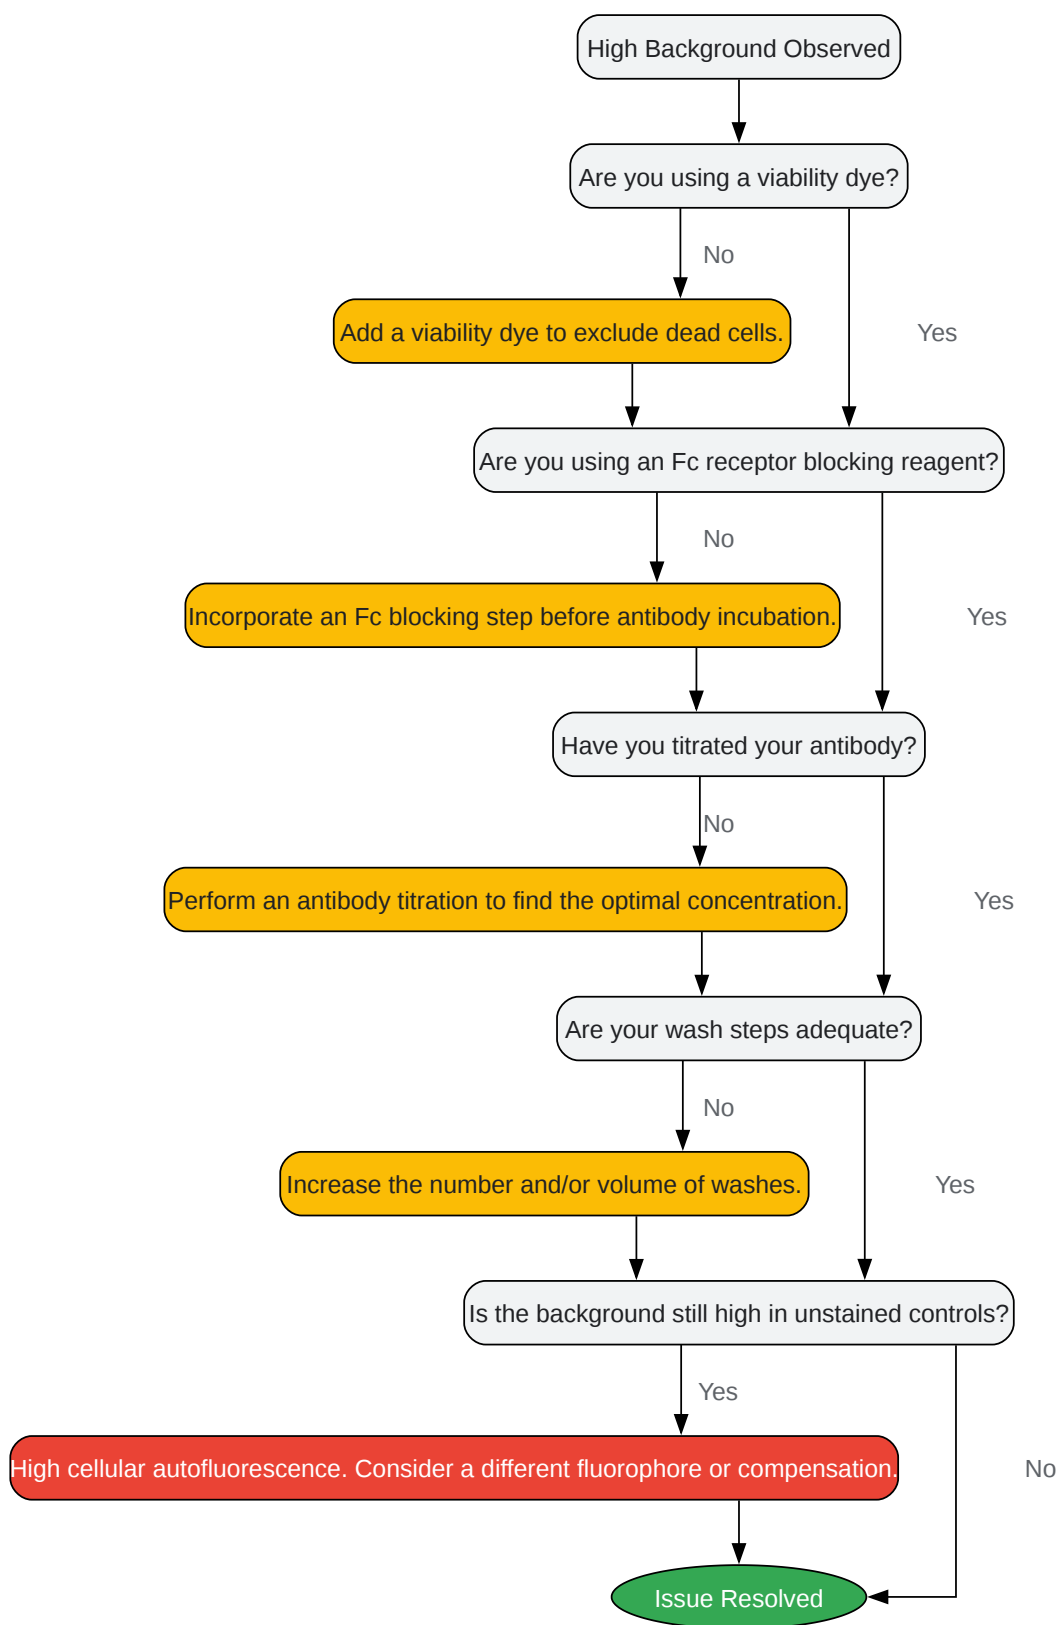 High Background Observed
Are you using a viability dye?
No
Add a viability dye to exclude dead cells.
Yes
Are you using an Fc receptor blocking reagent?
No
Incorporate an Fc blocking step before antibody incubation.
Yes
Have you titrated your antibody?
No
Perform an antibody titration to find the optimal concentration.
Yes
Are your wash steps adequate?
No
Increase the number and/or volume of washes.
Yes
Is the background still high in unstained controls?
Yes
High cellular autofluorescence. Consider a different fluorophore or compensation.
No
Issue Resolved